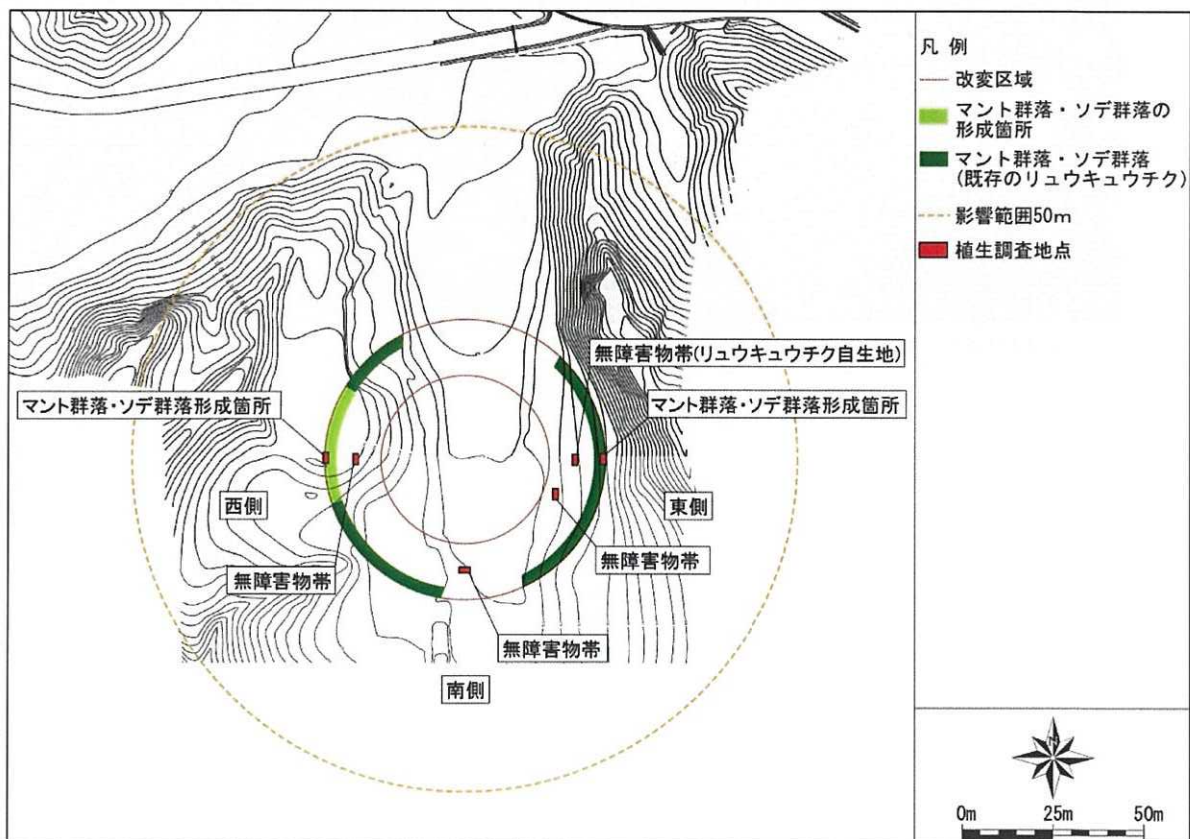 凡 例
改変区域
マント群落・ソデ群落の
形成箇所
マント群落・ソデ群落
(既存のリュウキュウチク)
影響範囲50m
植生調査地点
無障害物帯(リュウキュウチク自生地)
マント群落・ソデ群落形成箇所
マント群落・ソデ群落形成箇所
西側
東側
無障害物帯
無障害物帯
無障害物帯
南側
N
0m 25m 50m